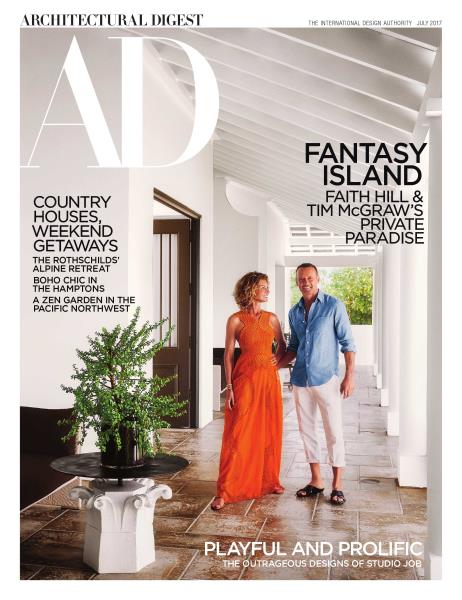 ARCHITECTURAL DIGEST
THE INTERNATIONAL DESIGN AUTHORITY JULY 2017
AD
FANTASY
ISLAND
FAITH HILL &
TIM McGRAW'S
PRIVATE
PARADISE
COUNTRY
HOUSES,
WEEKEND
GETAWAYS
THE ROTHSCHILDS'
ALPINE RETREAT
BOHO CHIC IN
THE HAMPTONS
A ZEN GARDEN IN THE
PACIFIC NORTHWEST
PLAYFUL AND PROLIFIC
THE OUTRAGEOUS DESIGNS OF STUDIO JOB